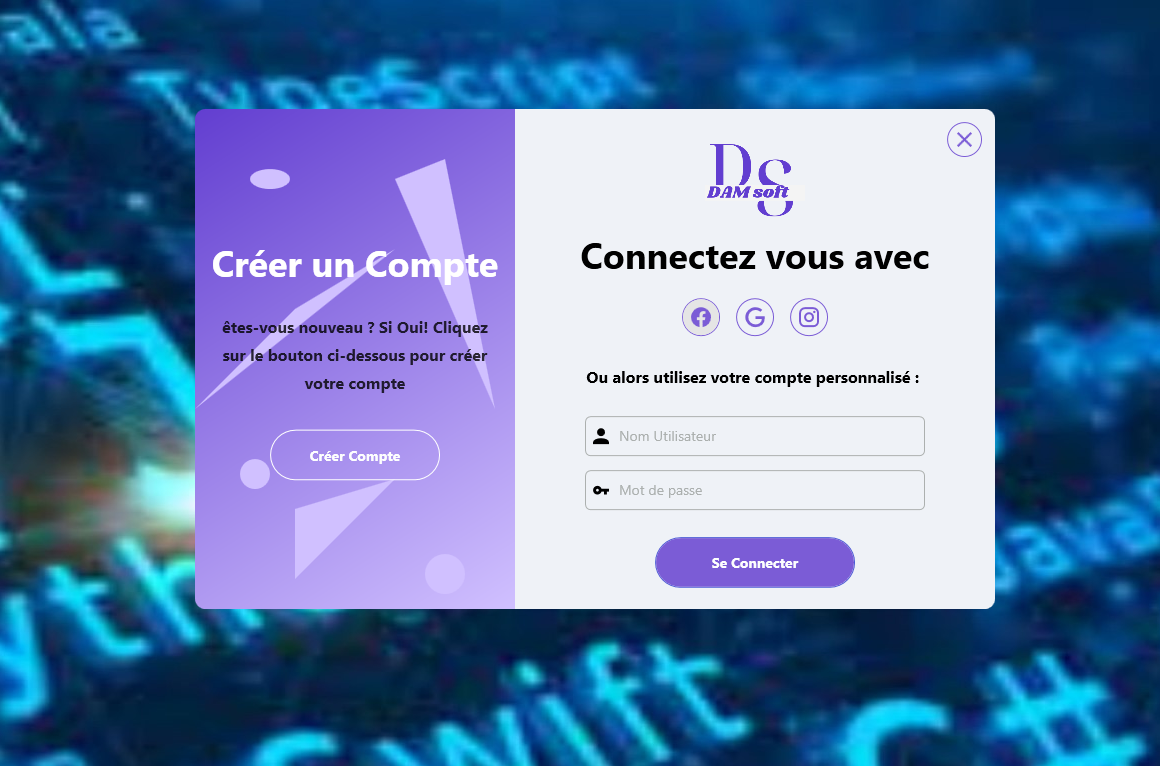 TypeScript
DS
DAM soft
Créer un Compte
êtes-vous nouveau ? Si Oui! Cliquez
sur le bouton ci-dessous pour créer
votre compte
Créer Compte
Connectez vous avec
Ou alors utilisez votre compte personnalisé :
Nom Utilisateur
Mot de passe
Se Connecter
Swift
C#